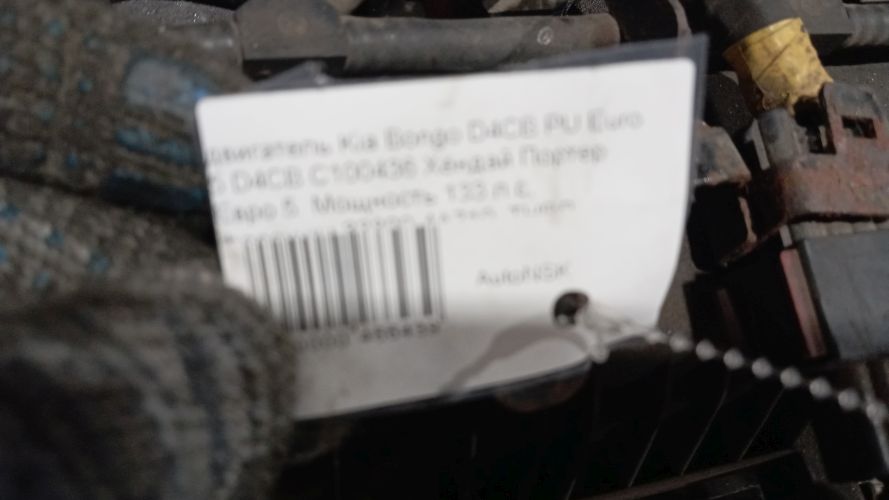 двигатель Kia Bongo D4CB PU Euro
5 D4CB C100436 Хендай Портер
Евро 5. Мощность 133 л.с.
AutoNSK